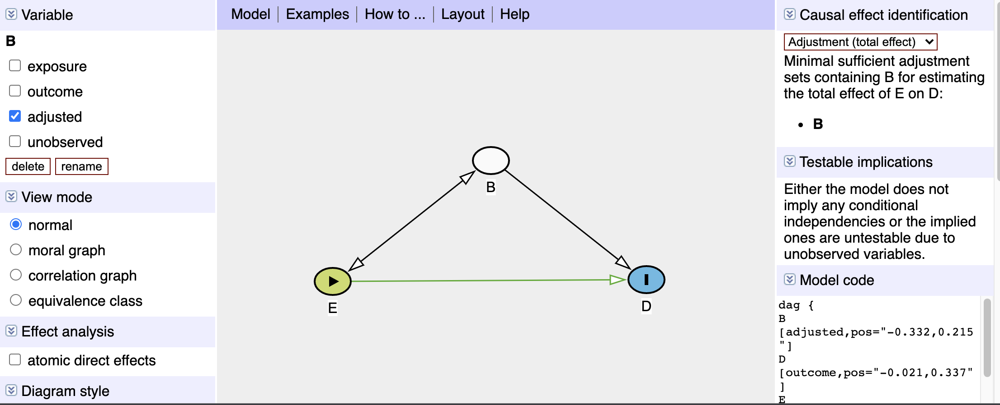 Variable
B
exposure
outcome
adjusted
unobserved
delete rename
View mode
normal
moral graph
correlation graph
equivalence class
Effect analysis
atomic direct effects
Diagram style
Model | Examples | How to ... | Layout | Help
B
E
D
Causal effect identification
Adjustment (total effect)
Minimal sufficient adjustment
sets containing B for estimating
the total effect of E on D:
• B
Testable implications
Either the model does not
imply any conditional
independencies or the implied
ones are untestable due to
unobserved variables.
Model code
dag {
B
[adjusted,pos="-0.332,0.215
"]
D
[outcome,pos="-0.021,0.337"
]
E